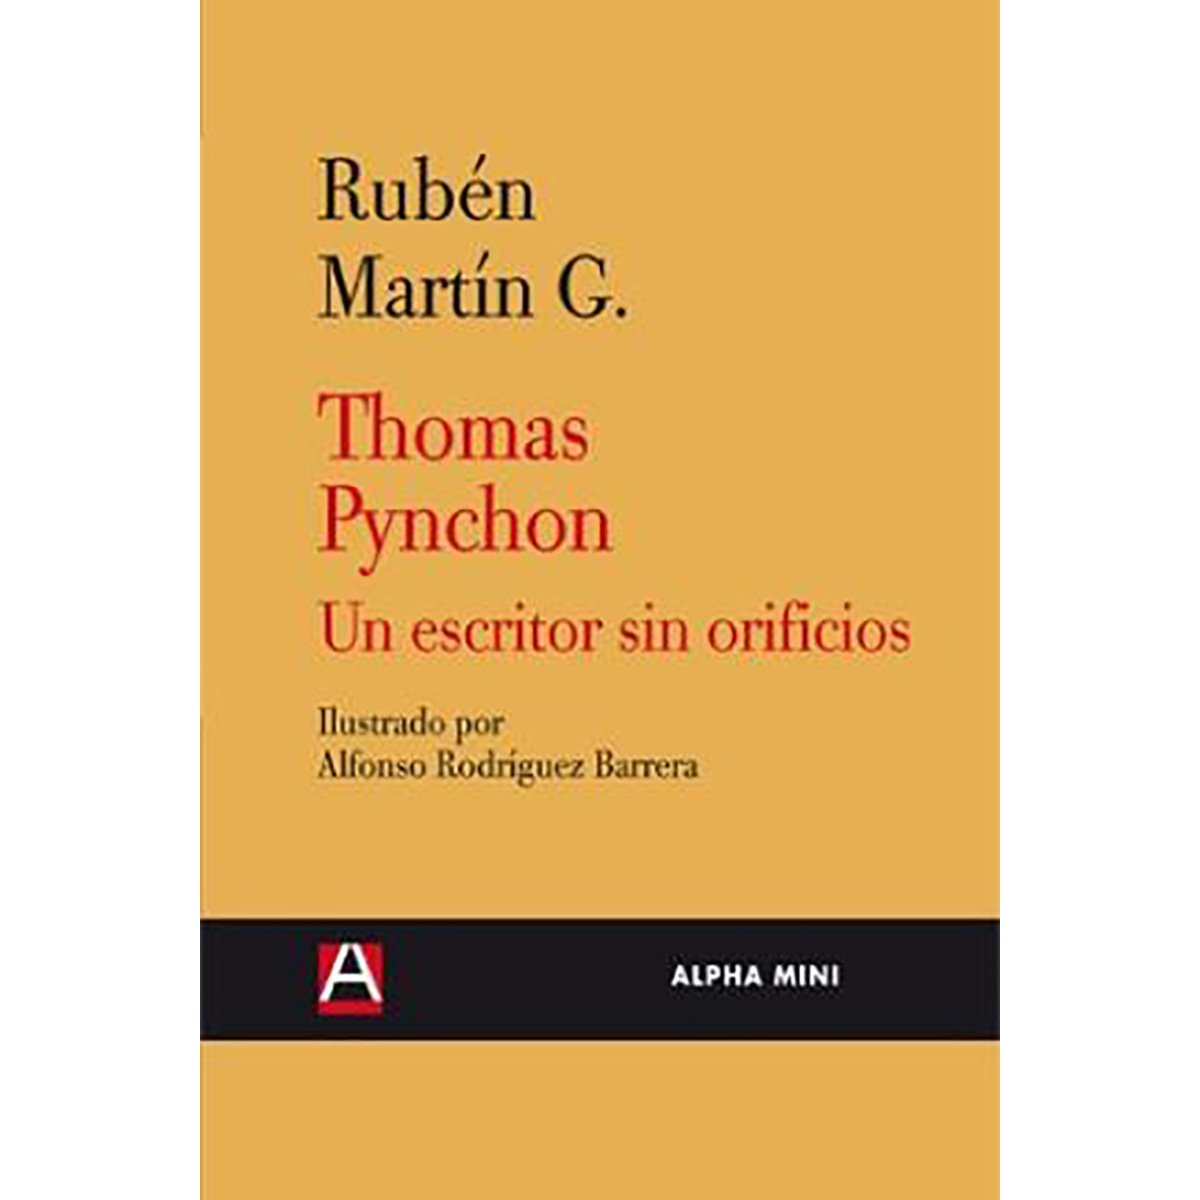 Rubén
Martín G.
Thomas
Pynchon
Un escritor sin orificios
Ilustrado por
Alfonso Rodríguez Barrera
A
ALPHA MINI